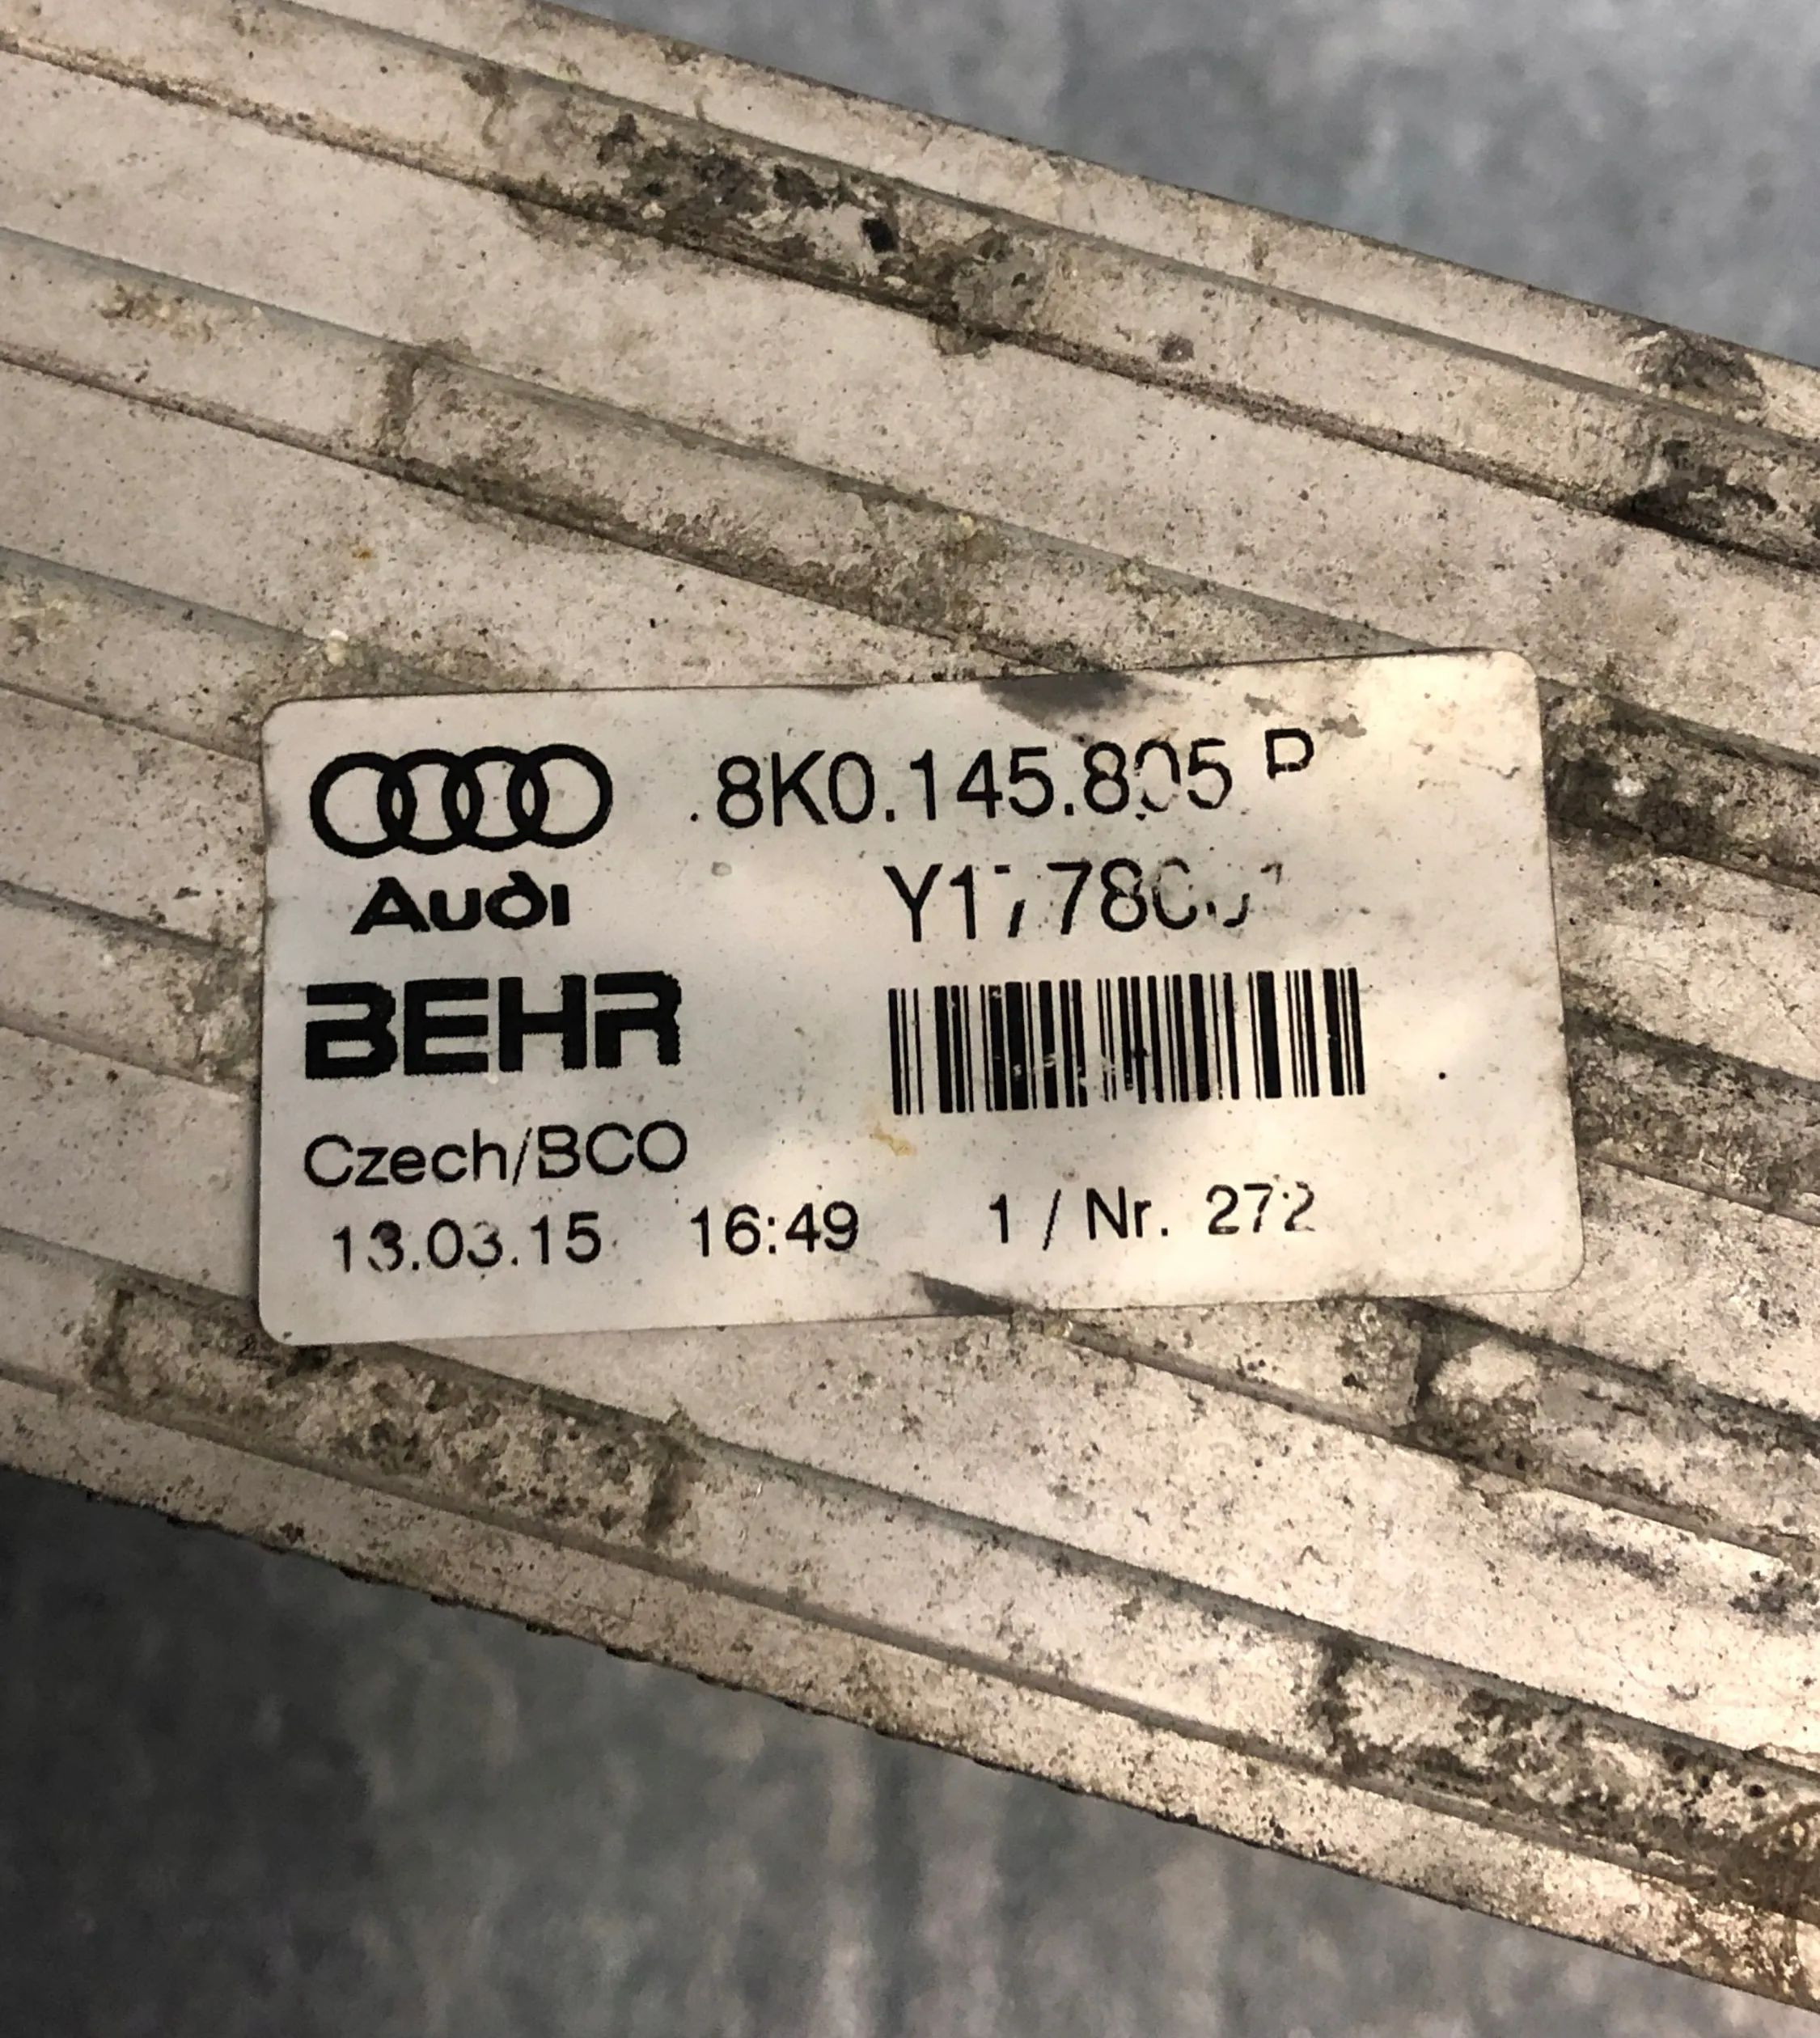 8K0.145.805 P
Audi
BEHR
Czech/BCO
13.03.15 16:49 1 / Nr. 272